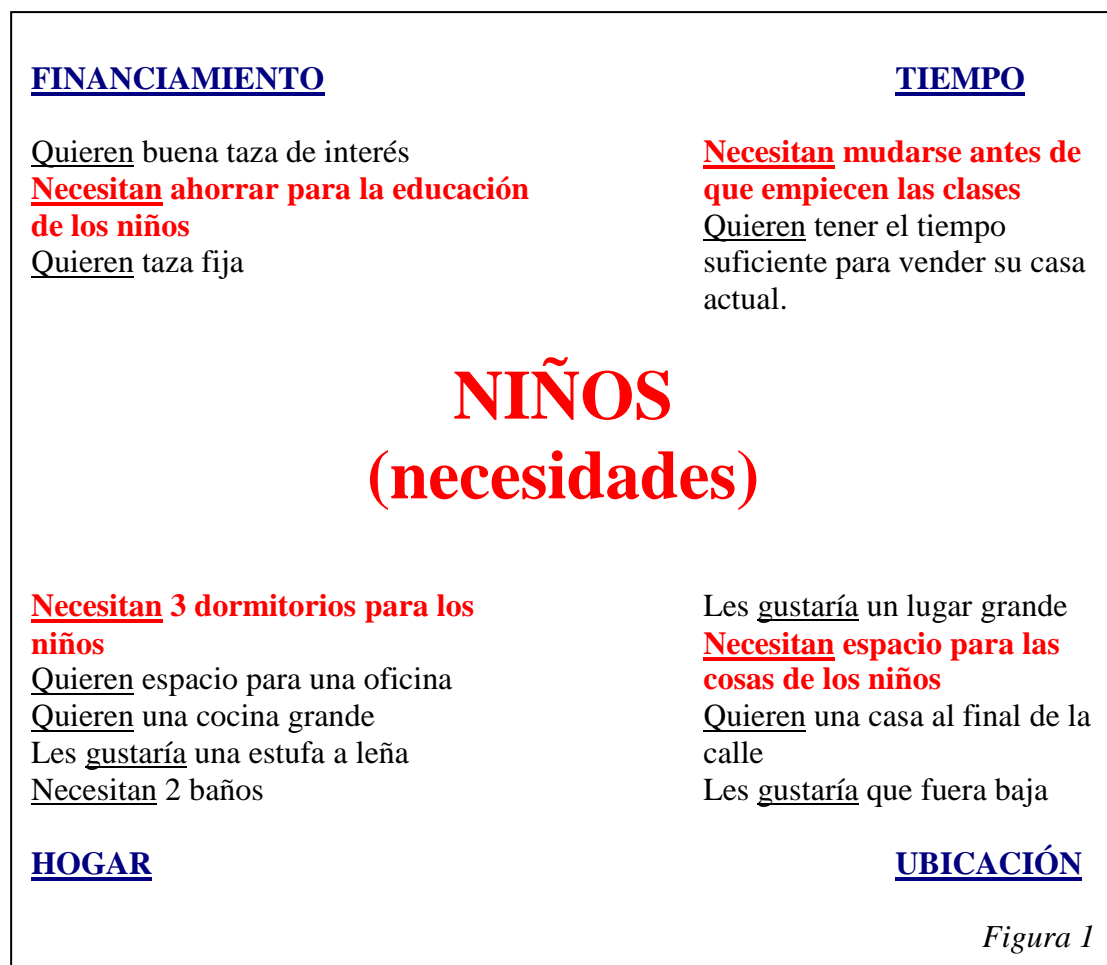 FINANCIAMIENTO
Quieren buena taza de interés
Necesitan ahorrar para la educación
de los niños
Quieren taza fija
TIEMPO
Necesitan mudarse antes de
que empiecen las clases
Quieren tener el tiempo
suficiente para vender su casa
actual.
NIÑOS
(necesidades)
Necesitan 3 dormitorios para los
niños
Quieren espacio para una oficina
Quieren una cocina grande
Les gustaría una estufa a leña
Necesitan 2 baños
HOGAR
Les gustaría un lugar grande
Necesitan espacio para las
cosas de los niños
Quieren una casa al final de la
calle
Les gustaría que fuera baja
UBICACIÓN
Figura 1